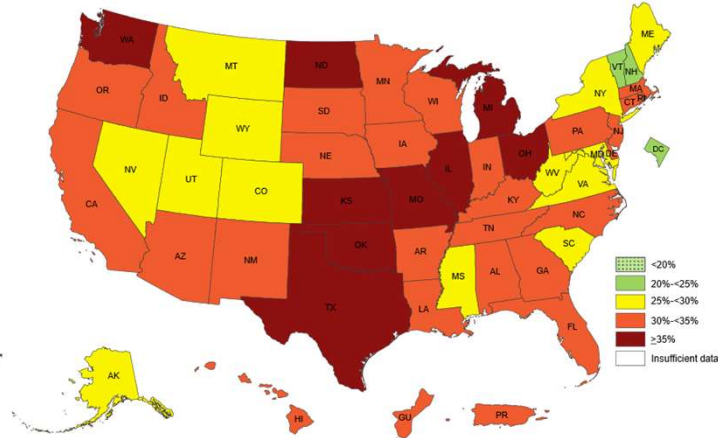 WA
ND
ME
MT
VT
NH
MN
OR
ID
WI
NY
MA
SD
MI
CT
RI
WY
IA
PA
NJ
NE
OH
DC
NV
IL
IN
MD
DE
UT
WV
CO
VA
KS
MO
KY
CA
NC
OK
TN
AZ
NM
AR
SC
MS
AL
GA
TX
LA
FL
AK
HI
GU
PR
<20%
20%-<25%
25%-<30%
30%-<35%
≥35%
Insufficient data